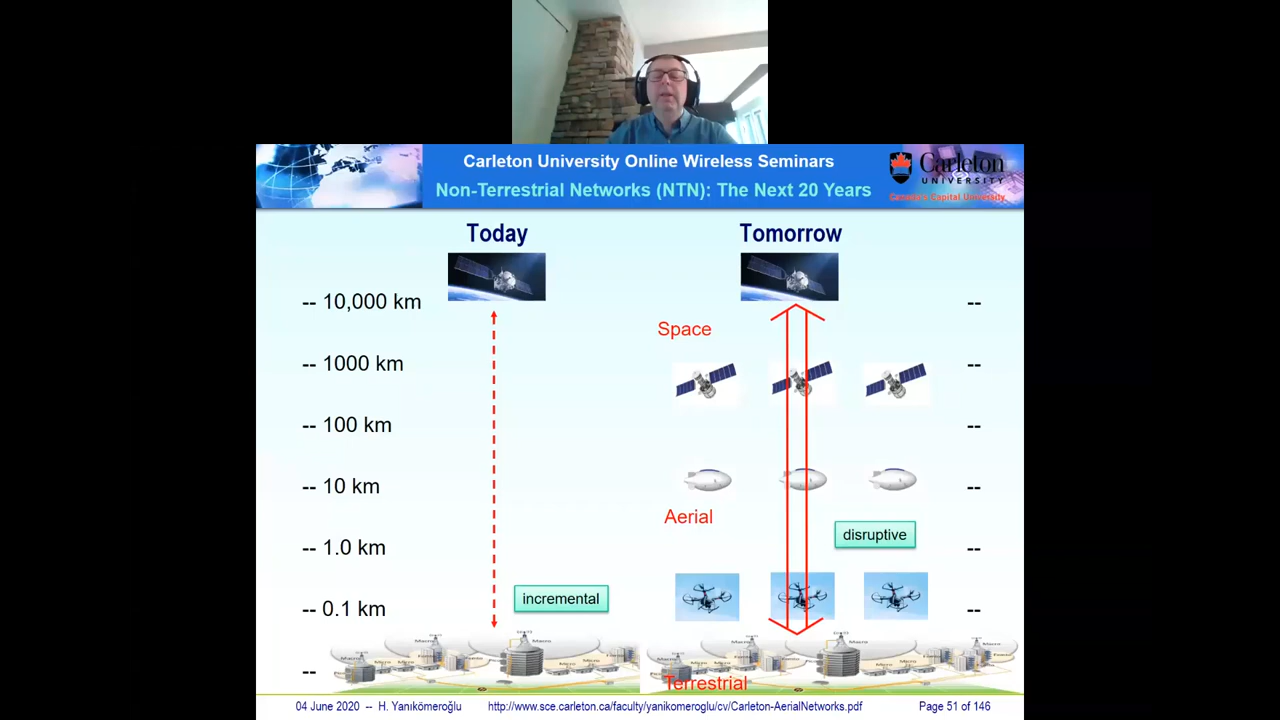 Carleton University Online Wireless Seminars
Non-Terrestrial Networks (NTN): The Next 20 Years
Carleton
UNIVERSITY
Canada's Capital University
Today
Tomorrow
-- 10,000 km
--
Space
-- 1000 km
--
-- 100 km
--
-- 10 km
--
Aerial
disruptive
-- 1.0 km
--
incremental
-- 0.1 km
--
--
Terrestrial
04 June 2020 -- H. Yanıkömeroğlu
http://www.sce.carleton.ca/faculty/yanikomeroglu/cv/Carleton-AerialNetworks.pdf
Page 51 of 146